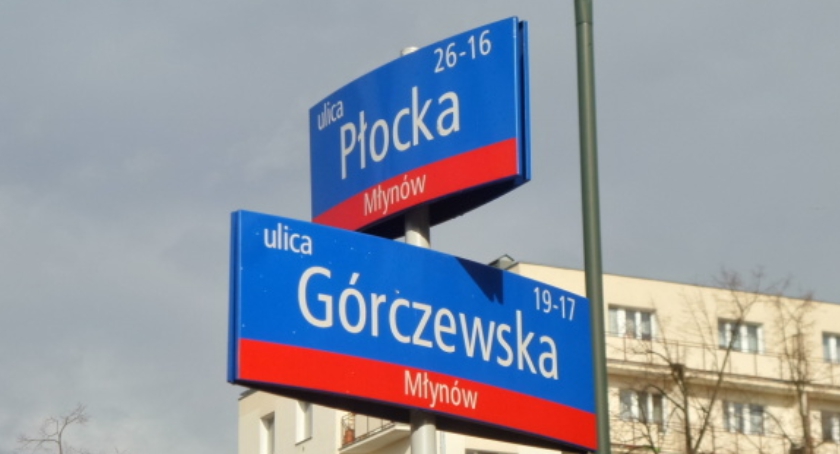 26-16
ulica
Płocka
Młynów
ulica
19-17
Górczewska
Młynów